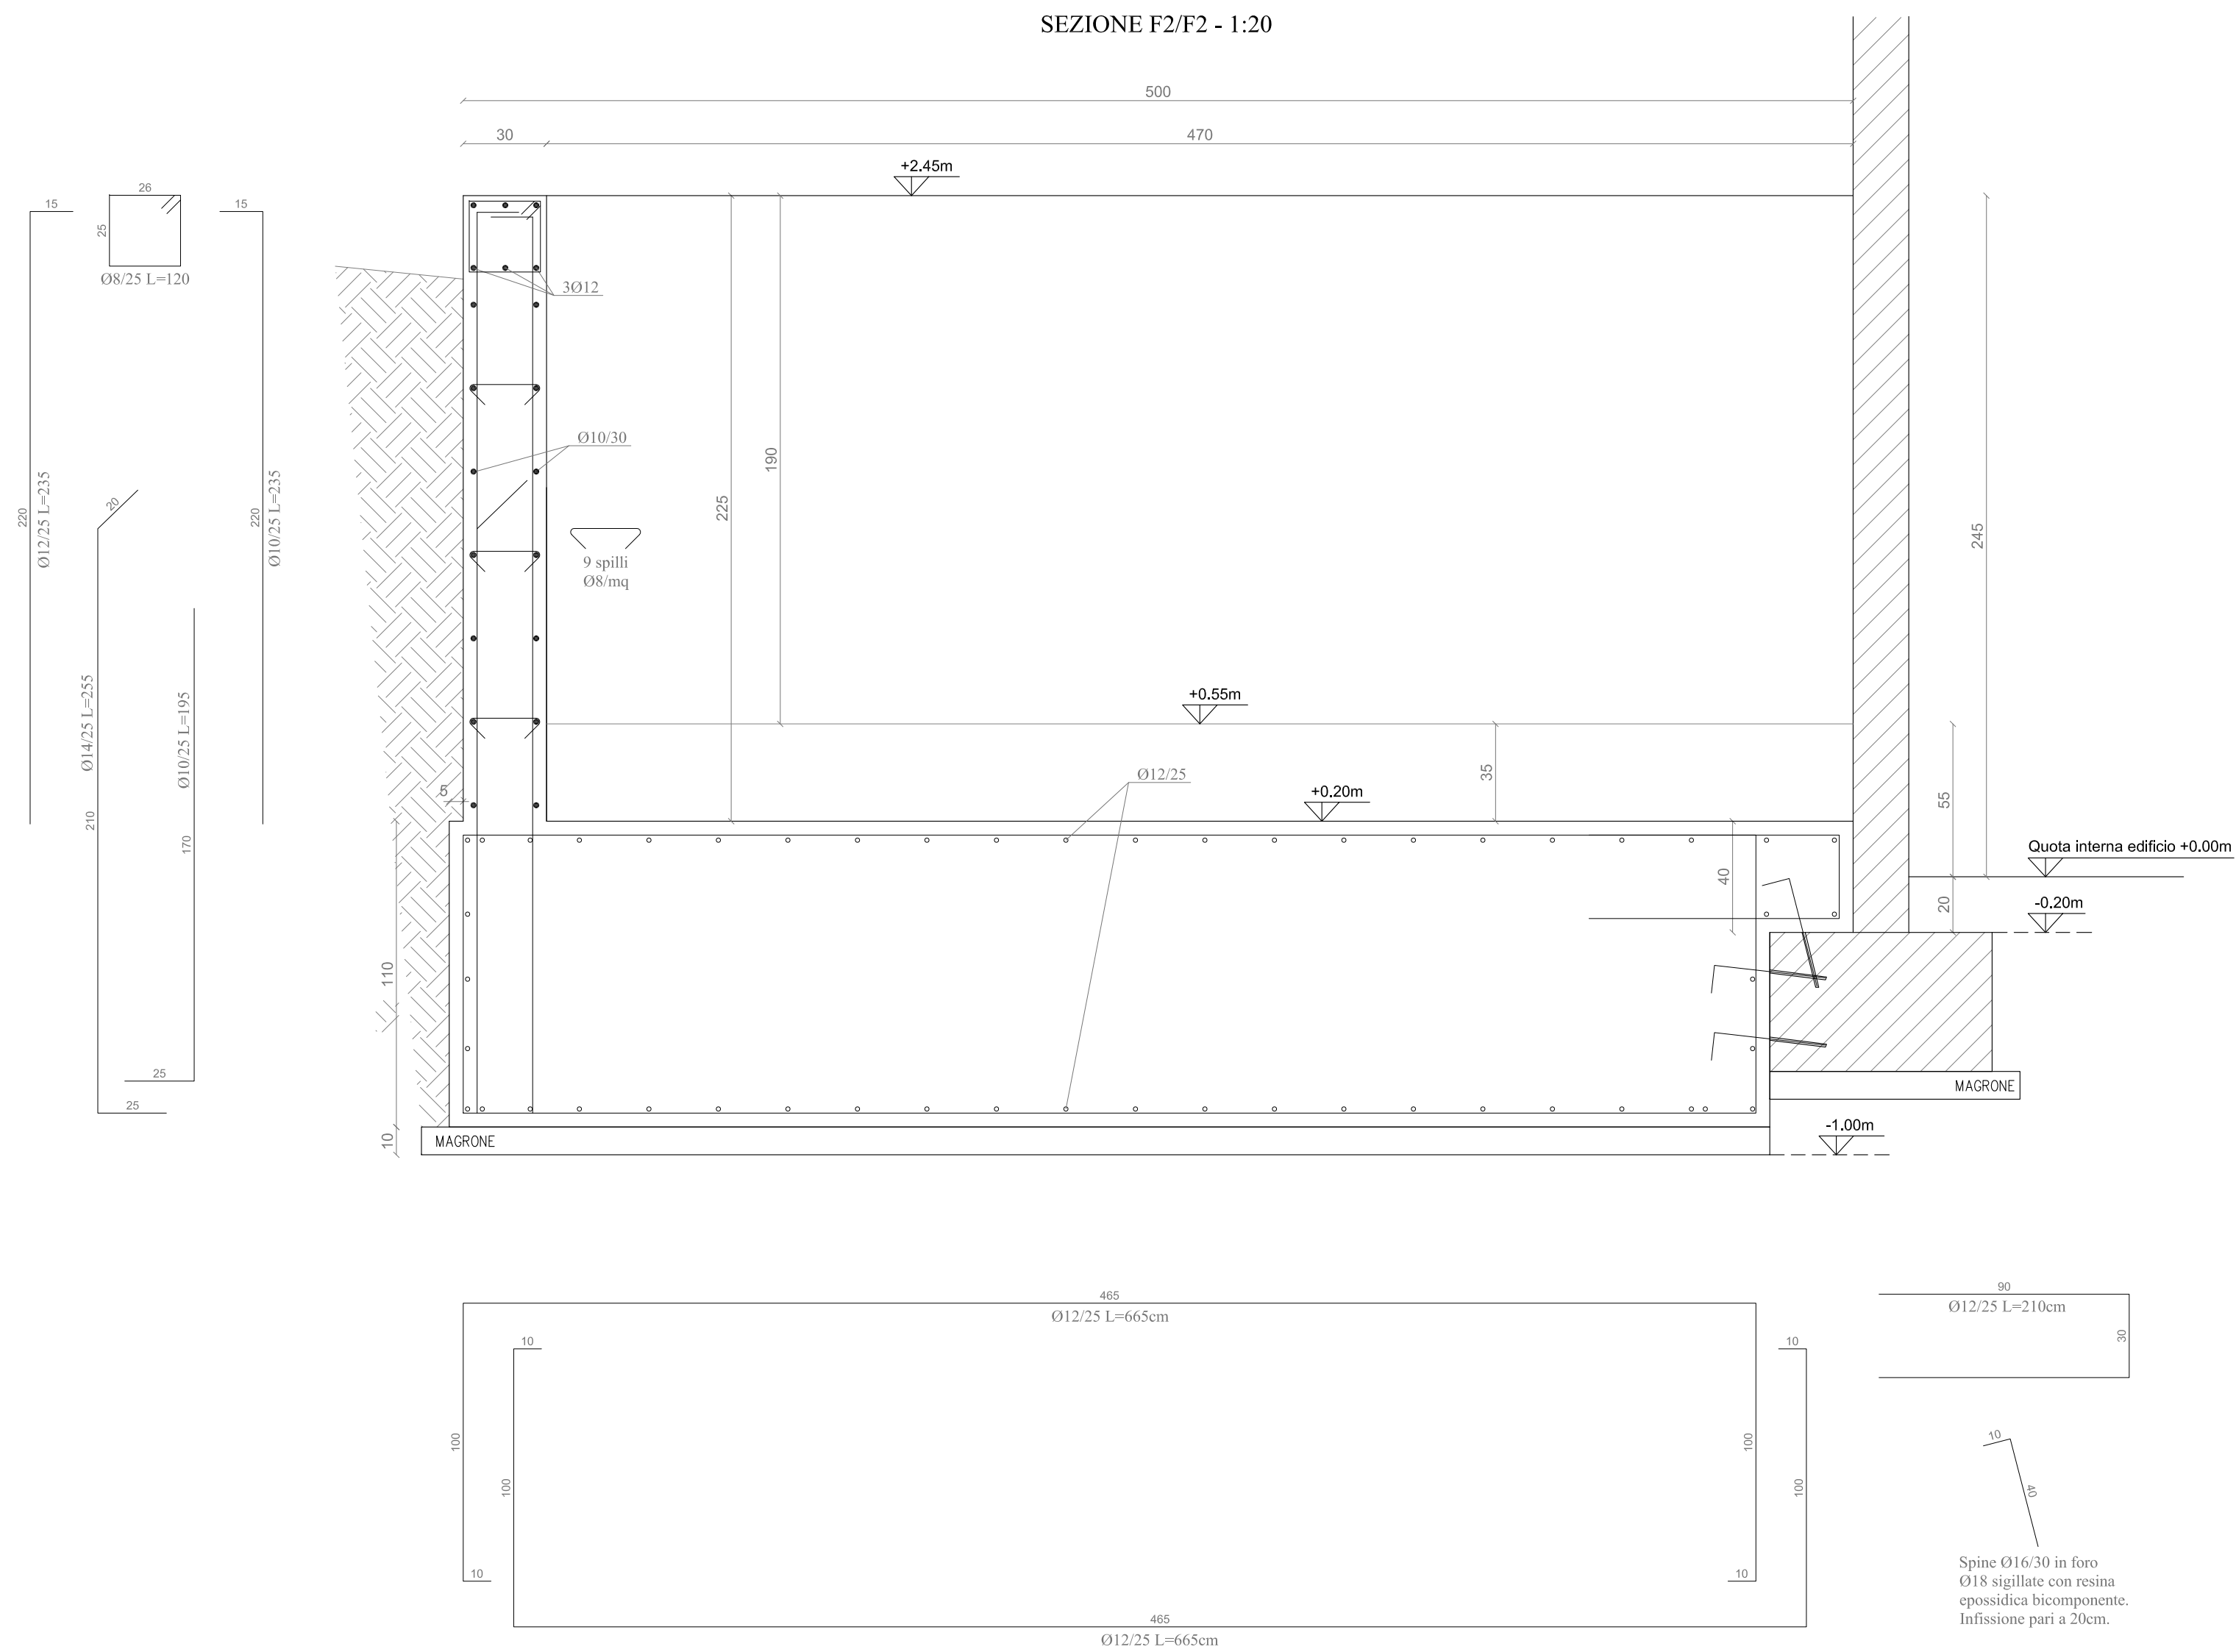 SEZIONE F2/F2 - 1:20
500
30
470
+2.45m
26
15
25
15
Ø8/25 L=120
3Ø12
Ø10/30
190
225
245
220
Ø12/25 L=235
20
220
Ø10/25 L=235
9 spilli
Ø8/mq
+0.55m
Ø14/25 L=255
210
Ø10/25 L=195
170
5
Ø12/25
35
+0.20m
55
Quota interna edificio +0.00m
40
20
-0.20m
110
25
25
MAGRONE
10
MAGRONE
-1.00m
465
Ø12/25 L=665cm
90
Ø12/25 L=210cm
30
10
10
100
100
100
100
10
40
10
10
Spine Ø16/30 in foro
Ø18 sigillate con resina
epossidica bicomponente.
Infissione pari a 20cm.
465
Ø12/25 L=665cm